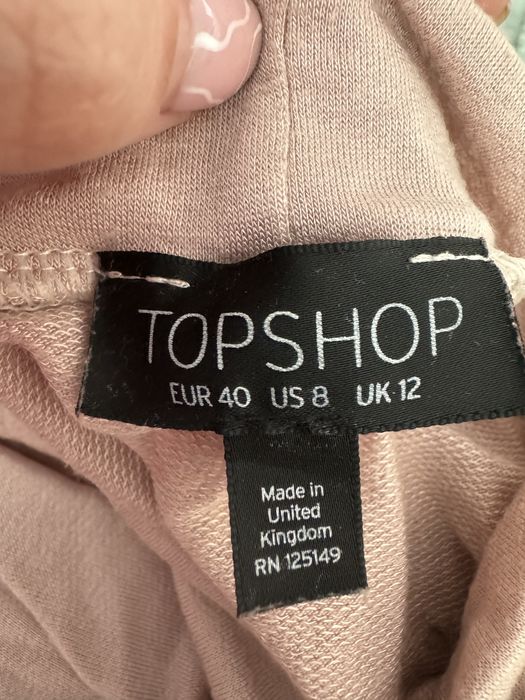 TOPSHOP
EUR 40 US 8 UK 12
Made in
United
Kingdom
RN 125149